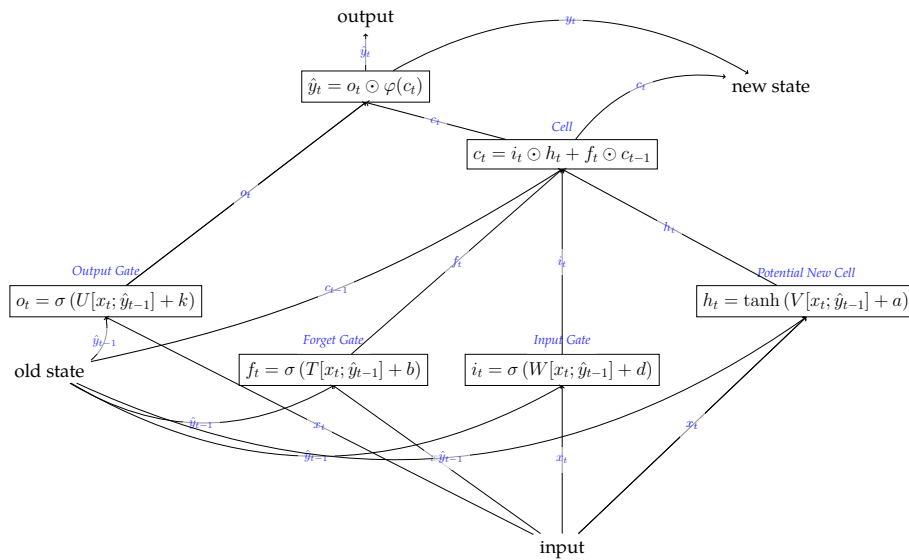 output
y_t
ŷ_t
ŷ_t = o_t ⊙ φ(c_t)
c_t
new state
c_t
Cell
c_t = i_t ⊙ h_t + f_t ⊙ c_{t−1}
o_t
h_t
f_t
i_t
Output Gate
Potential New Cell
o_t = σ (U[x_t; ŷ_{t−1}] + k)
c_{t−1}
h_t = tanh (V[x_t; ŷ_{t−1}] + a)
ŷ_{t−1}
Forget Gate
Input Gate
old state
f_t = σ (T[x_t; ŷ_{t−1}] + b)
i_t = σ (W[x_t; ŷ_{t−1}] + d)
ŷ_{t−1}
x_t
x_t
ŷ_{t−1}
ŷ_{t−1}
x_t
input